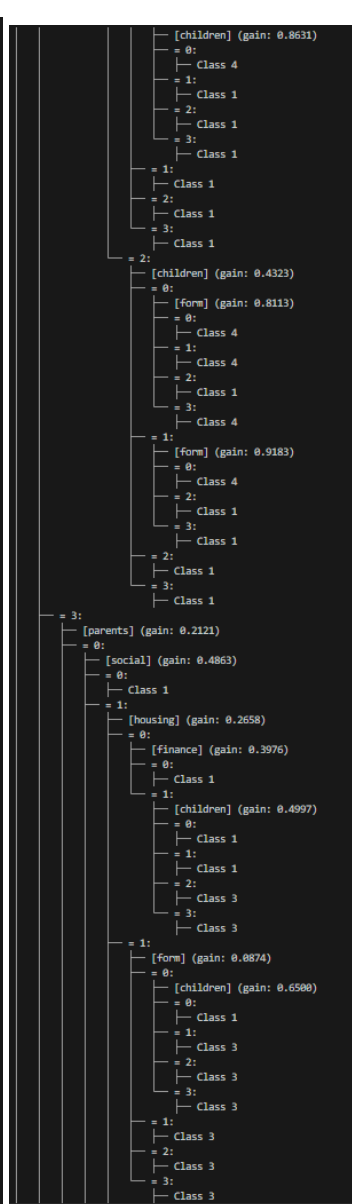 [children] (gain: 0.8631)
= 0:
Class 4
= 1:
Class 1
= 2:
Class 1
= 3:
Class 1
= 1:
Class 1
= 2:
Class 1
= 3:
Class 1
= 2:
[children] (gain: 0.4323)
= 0:
[form] (gain: 0.8113)
= 0:
Class 4
= 1:
Class 4
= 2:
Class 1
= 3:
Class 4
= 1:
[form] (gain: 0.9183)
= 0:
Class 4
= 2:
Class 1
= 3:
Class 1
= 2:
Class 1
= 3:
Class 1
= 3:
[parents] (gain: 0.2121)
= 0:
[social] (gain: 0.4863)
= 0:
Class 1
= 1:
[housing] (gain: 0.2658)
= 0:
[finance] (gain: 0.3976)
= 0:
Class 1
= 1:
[children] (gain: 0.4997)
= 0:
Class 1
= 1:
Class 1
= 2:
Class 3
= 3:
Class 3
= 1:
[form] (gain: 0.0874)
= 0:
[children] (gain: 0.6500)
= 0:
Class 1
= 1:
Class 3
= 2:
Class 3
= 3:
Class 3
= 1:
Class 3
= 2:
Class 3
= 3:
Class 3